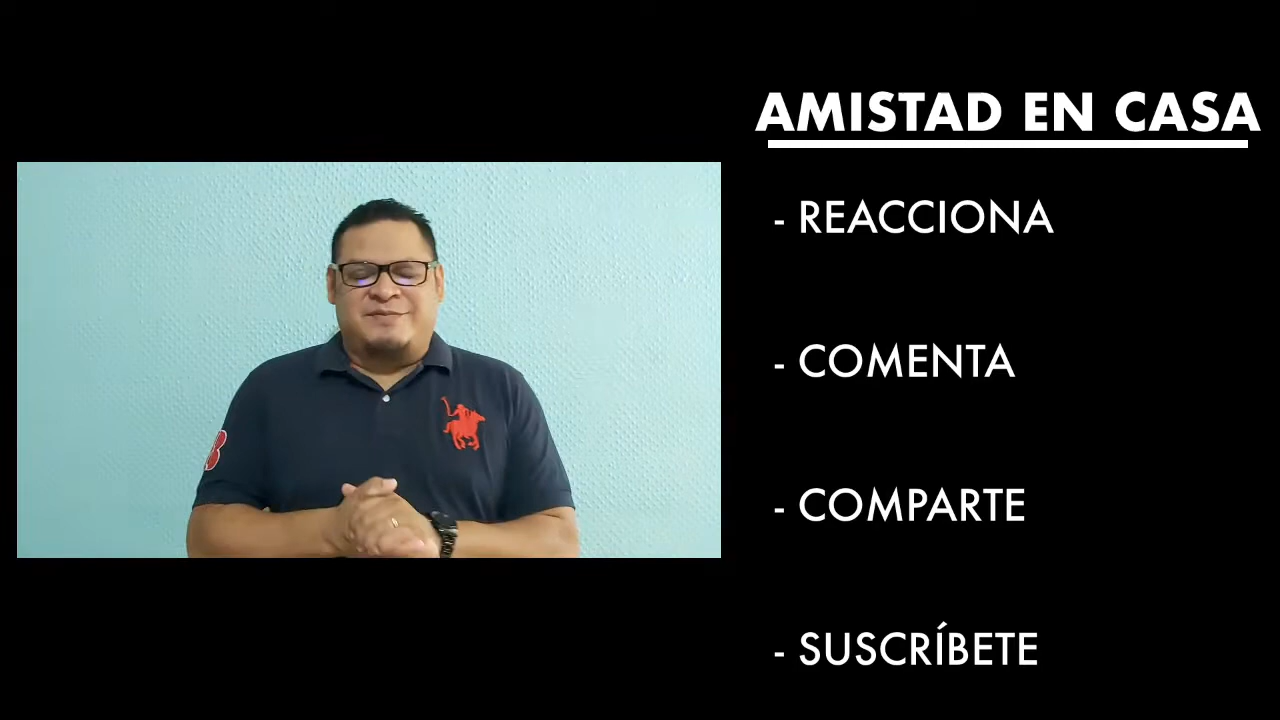 AMISTAD EN CASA
- REACCIONA
- COMENTA
- COMPARTE
- SUSCRÍBETE